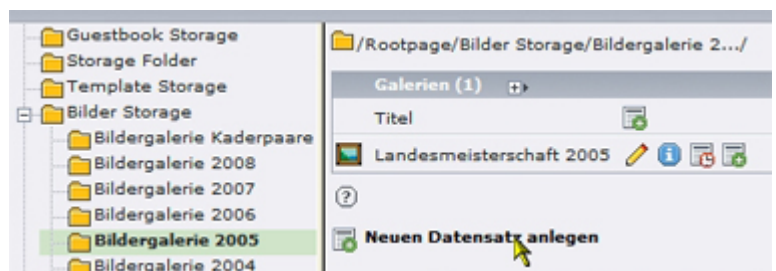 Guestbook Storage
Storage Folder
Template Storage
Bilder Storage
Bildergalerie Kaderpaare
Bildergalerie 2008
Bildergalerie 2007
Bildergalerie 2006
Bildergalerie 2005
Bildergalerie 2004
/Rootpage/Bilder Storage/Bildergalerie 2.../
Galerien (1)
Titel
Landesmeisterschaft 2005
Neuen Datensatz anlegen